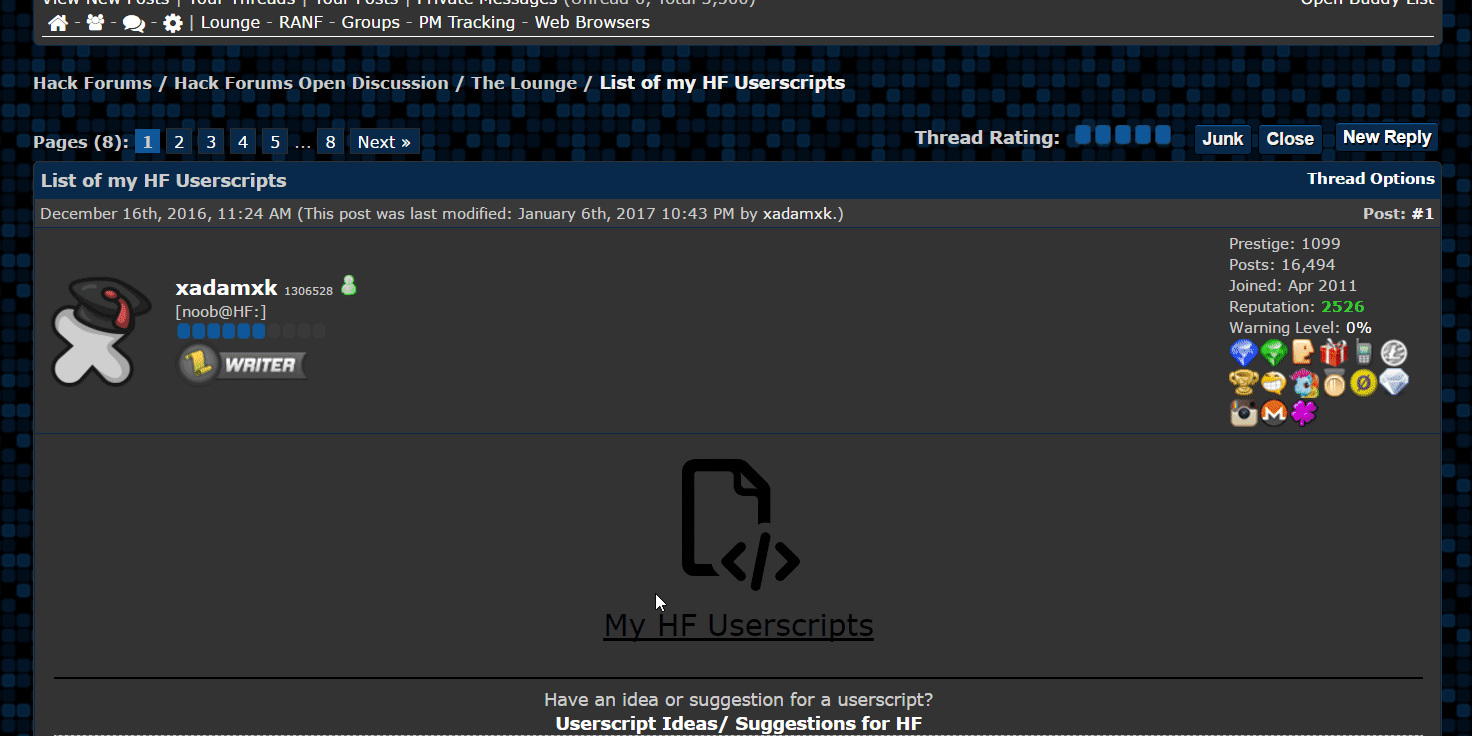 View New Posts | Your Threads | Your Posts | Private Messages (Unread 0, Total 3,500) Open Buddy List
- - - | Lounge - RANF - Groups - PM Tracking - Web Browsers
Hack Forums / Hack Forums Open Discussion / The Lounge / List of my HF Userscripts
Pages (8): 1 2 3 4 5 ... 8 Next » Thread Rating: Junk Close New Reply
List of my HF Userscripts Thread Options
December 16th, 2016, 11:24 AM (This post was last modified: January 6th, 2017 10:43 PM by xadamxk.) Post: #1
Prestige: 1099
Posts: 16,494
xadamxk 1306528 Joined: Apr 2011
[noob@HF:] Reputation: 2526
Warning Level: 0%
WRITER
</>
My HF Userscripts
Have an idea or suggestion for a userscript?
Userscript Ideas/ Suggestions for HF